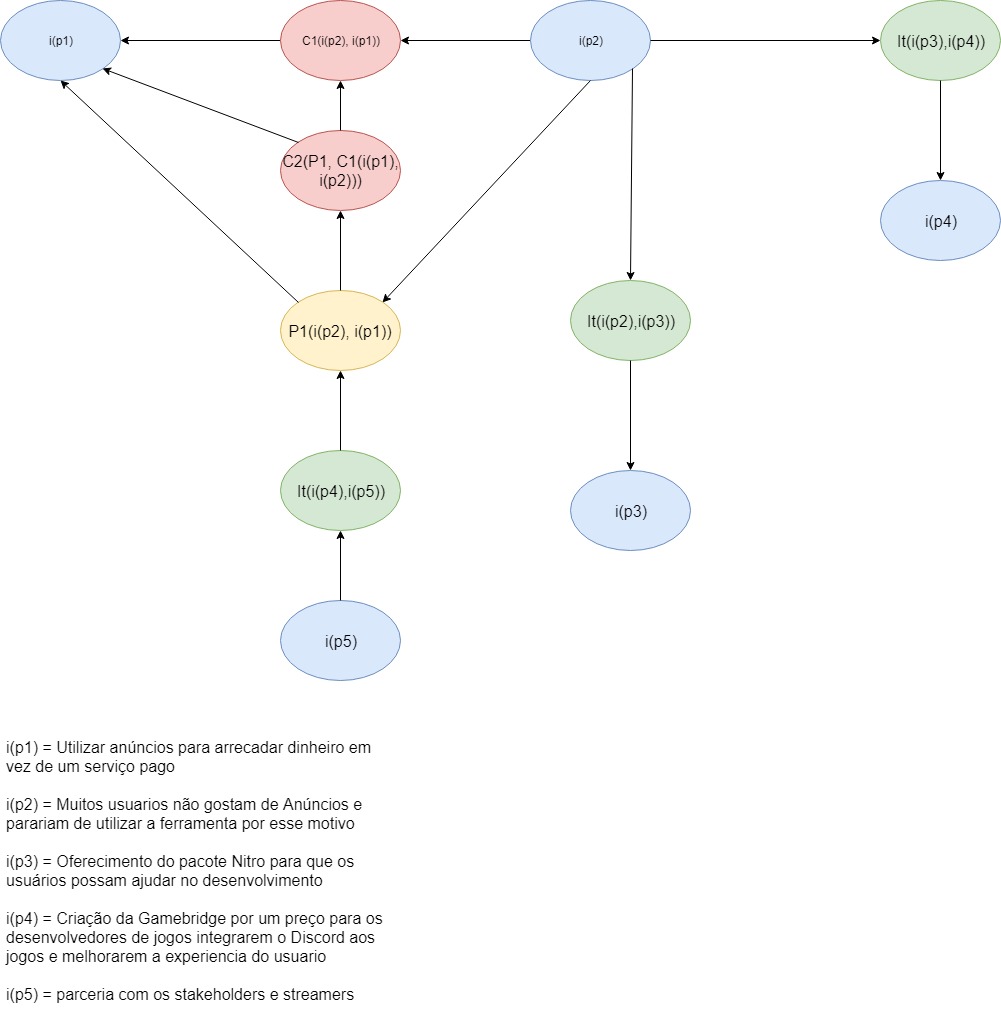 i(p1)
C1(i(p2), i(p1))
i(p2)
It(i(p3),i(p4))
C2(P1, C1(i(p1),
i(p2)))
i(p4)
P1(i(p2), i(p1))
It(i(p2),i(p3))
It(i(p4),i(p5))
i(p3)
i(p5)
i(p1) = Utilizar anúncios para arrecadar dinheiro em
vez de um serviço pago
i(p2) = Muitos usuarios não gostam de Anúncios e
parariam de utilizar a ferramenta por esse motivo
i(p3) = Oferecimento do pacote Nitro para que os
usuários possam ajudar no desenvolvimento
i(p4) = Criação da Gamebridge por um preço para os
desenvolvedores de jogos integrarem o Discord aos
jogos e melhorarem a experiencia do usuario
i(p5) = parceria com os stakeholders e streamers